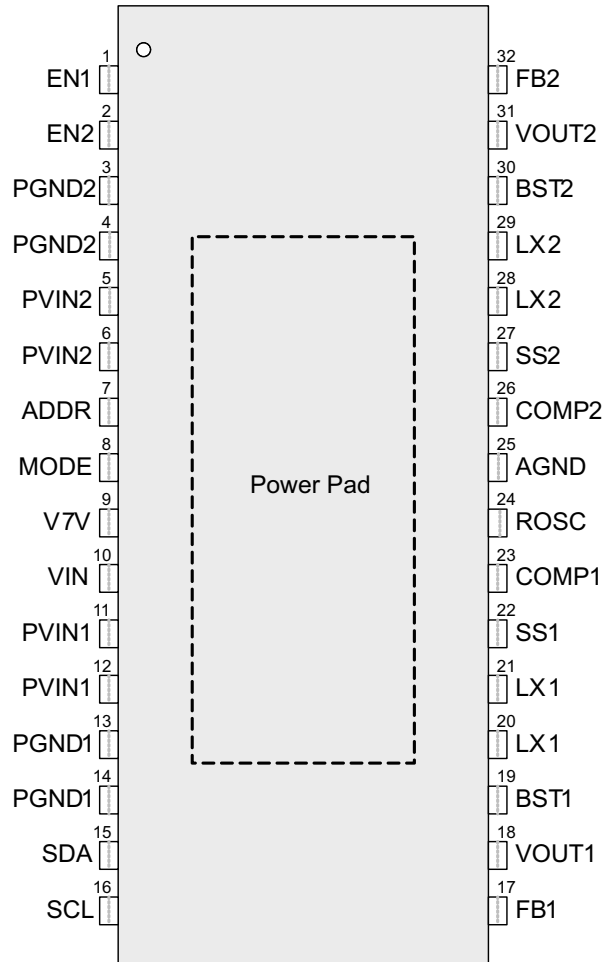 1
EN1
2
EN2
3
PGND2
4
PGND2
5
PVIN2
6
PVIN2
7
ADDR
8
MODE
9
V7V
10
VIN
11
PVIN1
12
PVIN1
13
PGND1
14
PGND1
15
SDA
16
SCL
Power Pad
32
FB2
31
VOUT2
30
BST2
29
LX2
28
LX2
27
SS2
26
COMP2
25
AGND
24
ROSC
23
COMP1
22
SS1
21
LX1
20
LX1
19
BST1
18
VOUT1
17
FB1